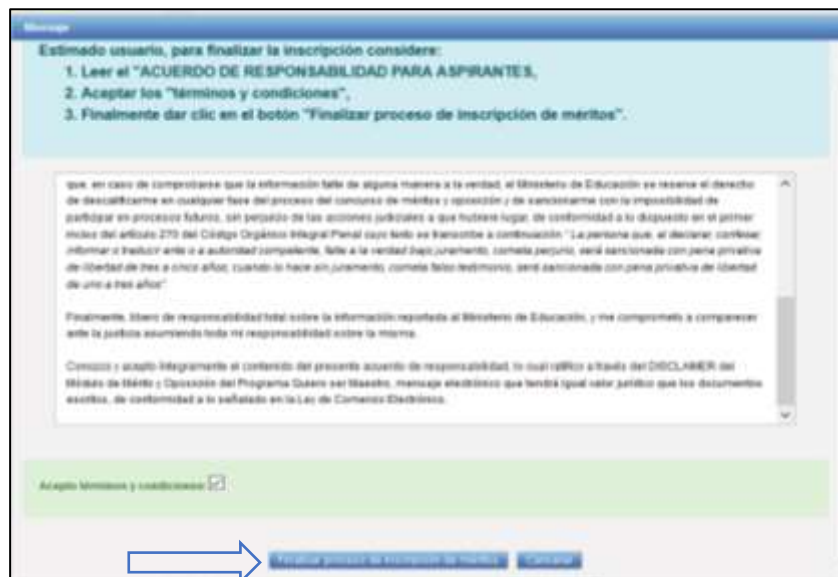 Mensaje
Estimado usuario, para finalizar la inscripción considere:
1. Leer el "ACUERDO DE RESPONSABILIDAD PARA ASPIRANTES,
2. Aceptar los "términos y condiciones",
3. Finalmente dar clic en el botón "Finalizar proceso de inscripción de méritos".
que, en caso de comprobarse que la información falte de alguna manera a la verdad, el Ministerio de Educación se reserve el derecho
de descalificarme en cualquier fase del proceso del concurso de méritos y oposición y de sancionarme con la imposibilidad de
participar en procesos futuros, sin perjuicio de las acciones judiciales a que hubiere lugar, de conformidad a lo dispuesto en el primer
inciso del artículo 270 del Código Orgánico Integral Penal cuyo texto se transcribe a continuación: "La persona que, al declarar, confesar,
informar o traducir ante o a autoridad competente, falte a la verdad bajo juramento, cometa perjurio, será sancionada con pena privativa
de libertad de tres a cinco años; cuando lo hace sin juramento, cometa falso testimonio, será sancionada con pena privativa de libertad
de uno a tres años"
Finalmente, libero de responsabilidad total sobre la información reportada al Ministerio de Educación, y me comprometo a comparecer
ante la justicia asumiendo toda mi responsabilidad sobre la misma.
Conozco y acepto íntegramente el contenido del presente acuerdo de responsabilidad, lo cual ratifico a través del DISCLAIMER del
Módulo de Mérito y Oposición del Programa Quiero ser Maestro, mensaje electrónico que tendrá igual valor jurídico que los documentos
escritos, de conformidad a lo señalado en la Ley de Comercio Electrónico.
Acepto términos y condiciones:
Finalizar proceso de inscripción de méritos
Cancelar